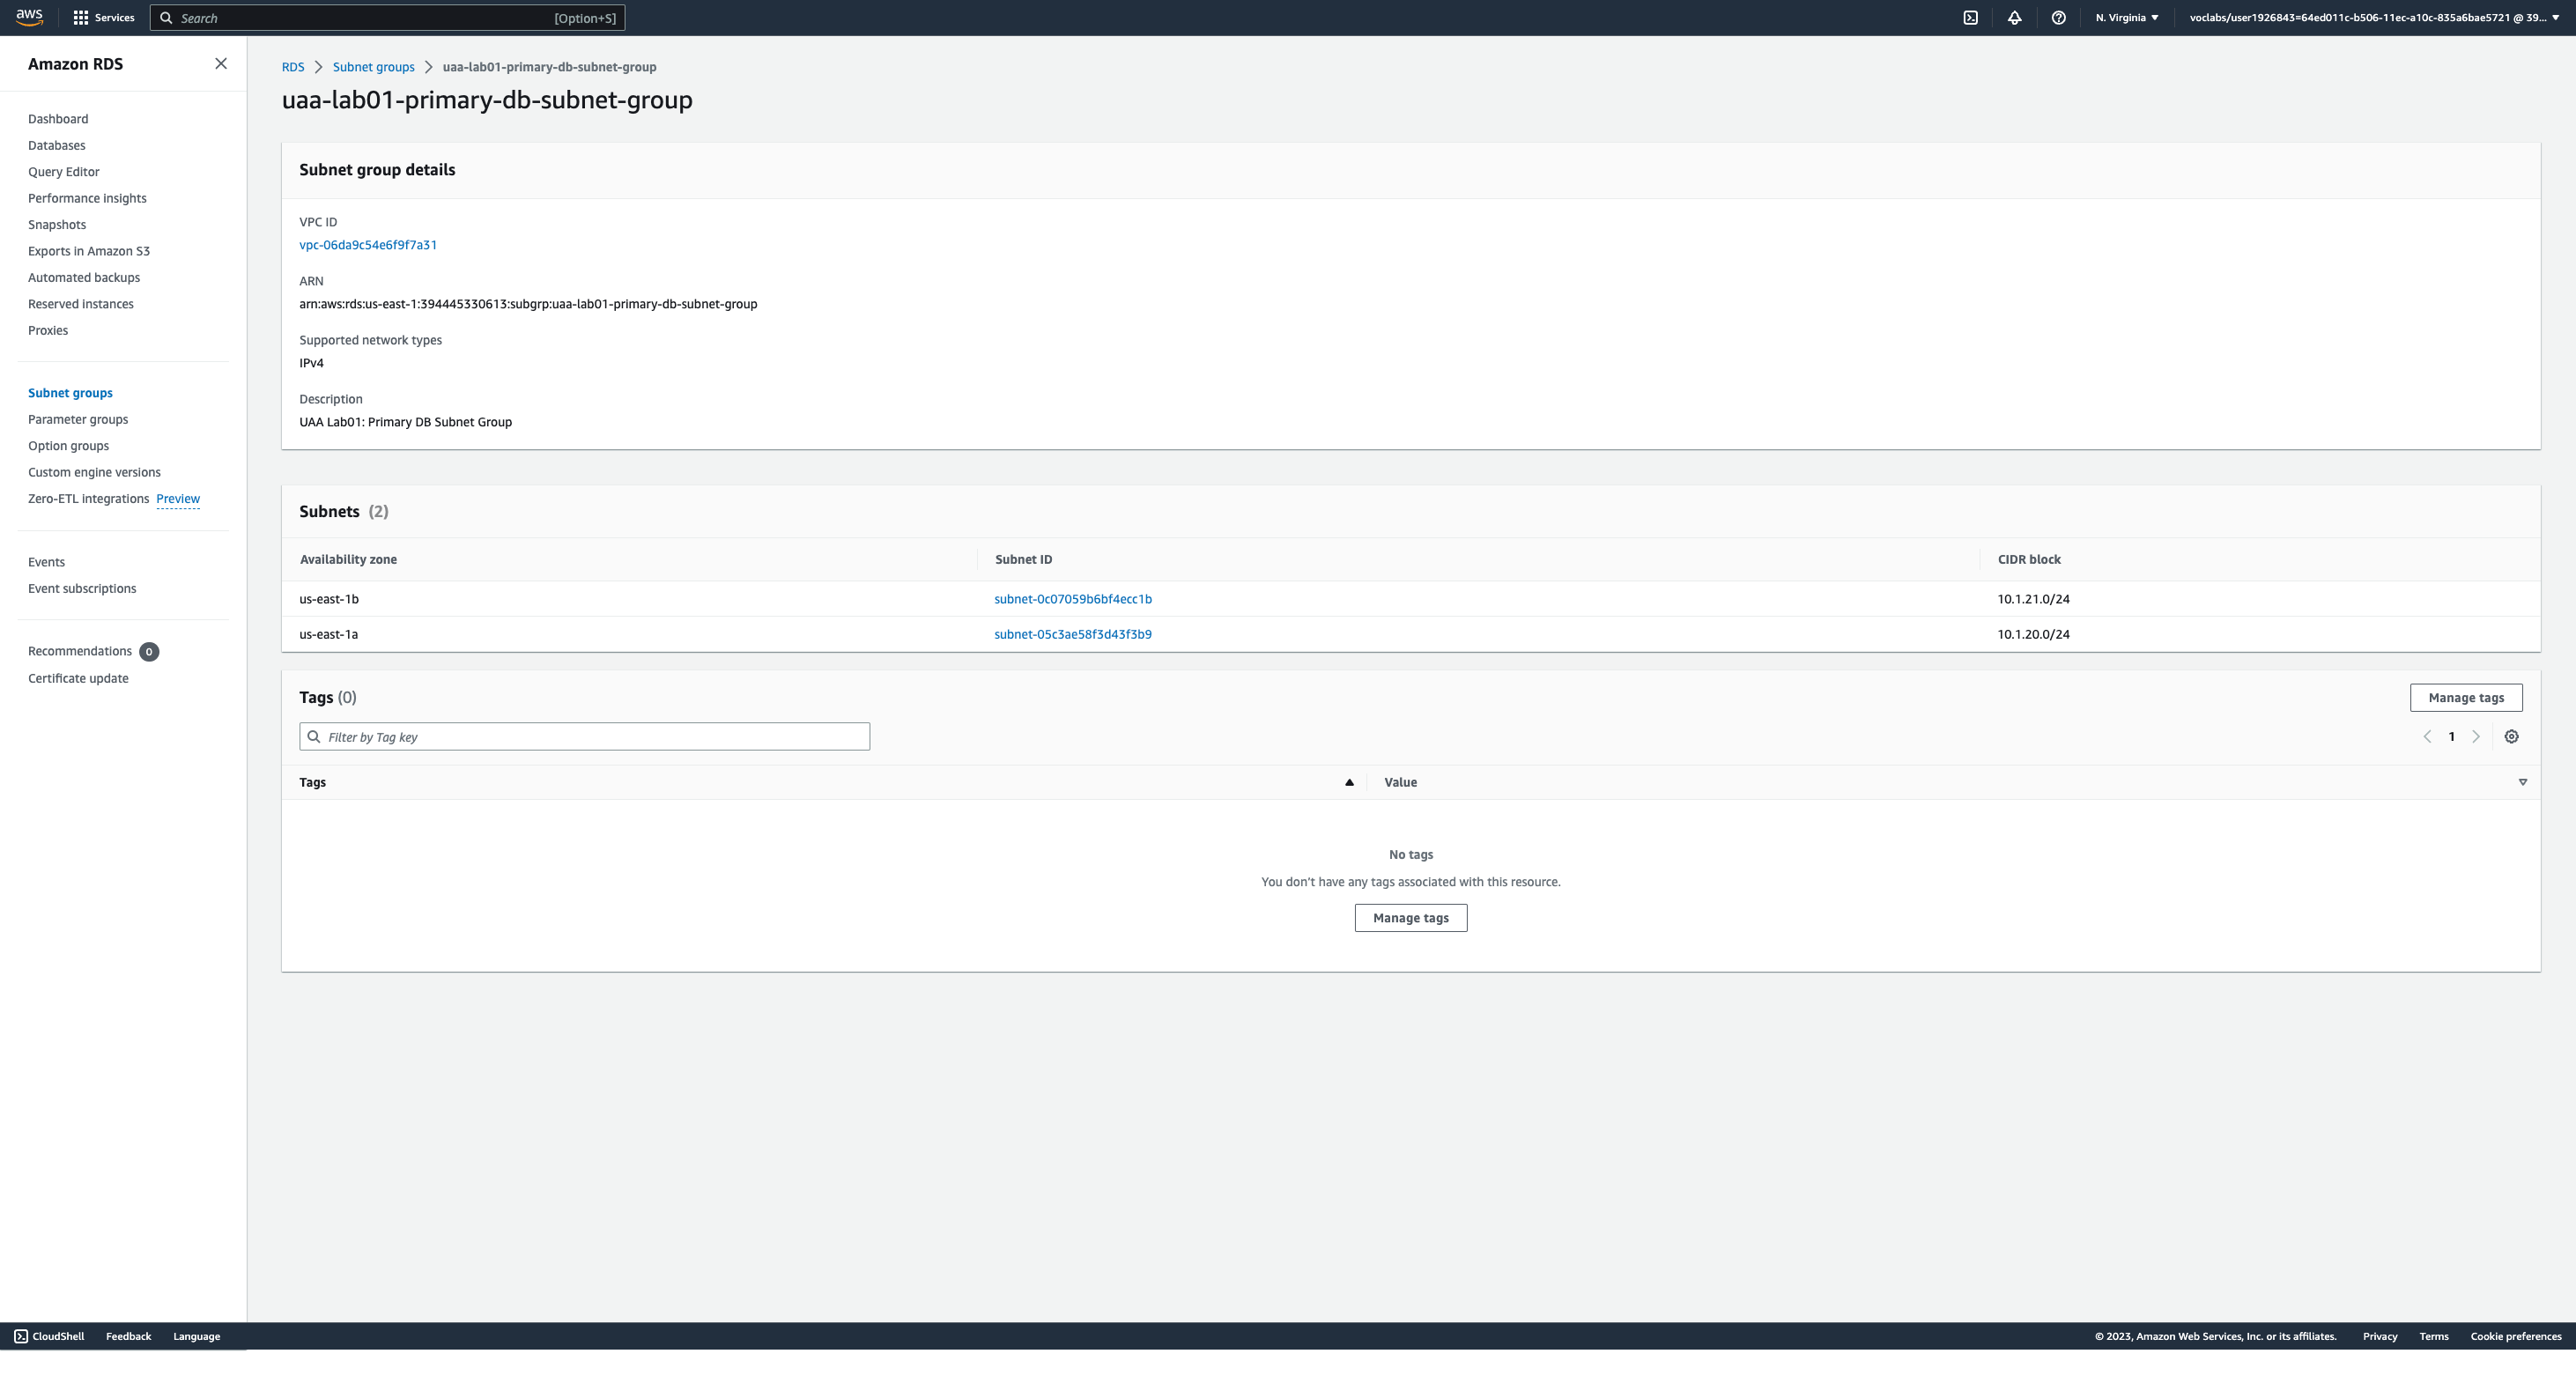 aws
Services
Search
[Option+S]
N. Virginia
voclabs/user1926843=64ed011c-b506-11ec-a10c-835a6bae5721 @ 39...
Amazon RDS
Dashboard
Databases
Query Editor
Performance insights
Snapshots
Exports in Amazon S3
Automated backups
Reserved instances
Proxies
Subnet groups
Parameter groups
Option groups
Custom engine versions
Zero-ETL integrations Preview
Events
Event subscriptions
Recommendations 0
Certificate update
RDS > Subnet groups > uaa-lab01-primary-db-subnet-group
uaa-lab01-primary-db-subnet-group
Subnet group details
VPC ID
vpc-06da9c54e6f9f7a31
ARN
arn:aws:rds:us-east-1:394445330613:subgrp:uaa-lab01-primary-db-subnet-group
Supported network types
IPv4
Description
UAA Lab01: Primary DB Subnet Group
Subnets (2)
Availability zone Subnet ID CIDR block
us-east-1b subnet-0c07059b6bf4ecc1b 10.1.21.0/24
us-east-1a subnet-05c3ae58f3d43f3b9 10.1.20.0/24
Tags (0)
Manage tags
Filter by Tag key
1
Tags Value
No tags
You don't have any tags associated with this resource.
Manage tags
CloudShell Feedback Language
© 2023, Amazon Web Services, Inc. or its affiliates. Privacy Terms Cookie preferences